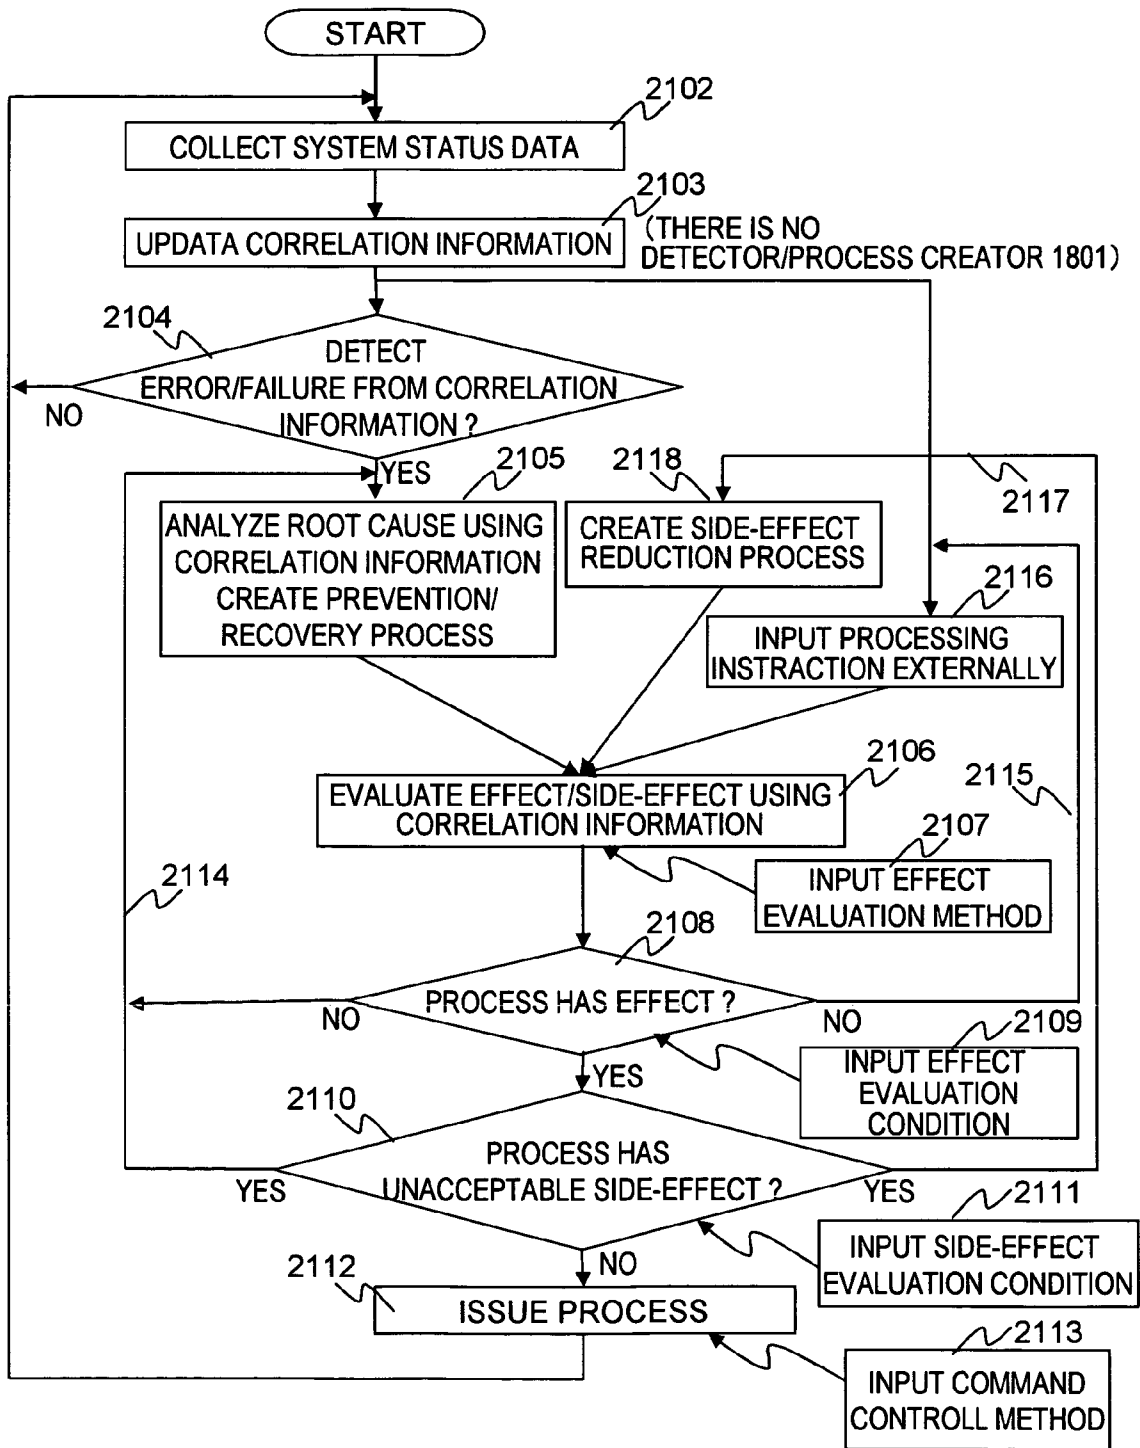 START
2102
COLLECT SYSTEM STATUS DATA
2103
UPDATA CORRELATION INFORMATION
(THERE IS NO
DETECTOR/PROCESS CREATOR 1801)
2104
DETECT
ERROR/FAILURE FROM CORRELATION
INFORMATION ?
NO
YES
2105
2118
2117
ANALYZE ROOT CAUSE USING
CORRELATION INFORMATION
CREATE PREVENTION/
RECOVERY PROCESS
CREATE SIDE-EFFECT
REDUCTION PROCESS
2116
INPUT PROCESSING
INSTRACTION EXTERNALLY
2106
EVALUATE EFFECT/SIDE-EFFECT USING
CORRELATION INFORMATION
2115
2107
INPUT EFFECT
EVALUATION METHOD
2114
2108
PROCESS HAS EFFECT ?
NO
NO
2109
INPUT EFFECT
EVALUATION
CONDITION
YES
2110
PROCESS HAS
UNACCEPTABLE SIDE-EFFECT ?
YES
YES
2111
INPUT SIDE-EFFECT
EVALUATION CONDITION
NO
2112
ISSUE PROCESS
2113
INPUT COMMAND
CONTROLL METHOD